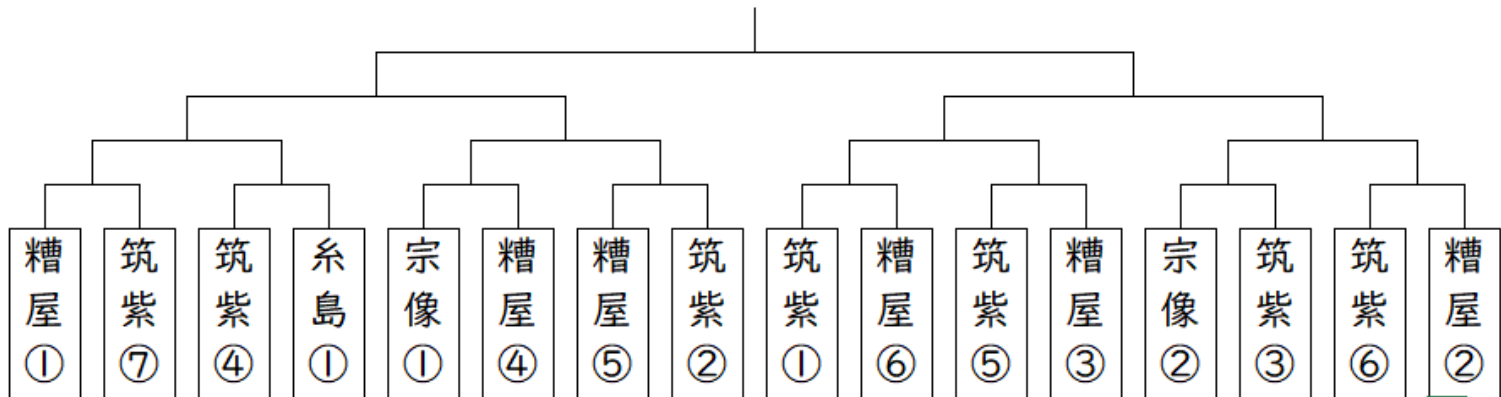 糟屋①
筑紫⑦
筑紫④
糸島①
宗像①
糟屋④
糟屋⑤
筑紫②
筑紫①
糟屋⑥
筑紫⑤
糟屋③
宗像②
筑紫③
筑紫⑥
糟屋②